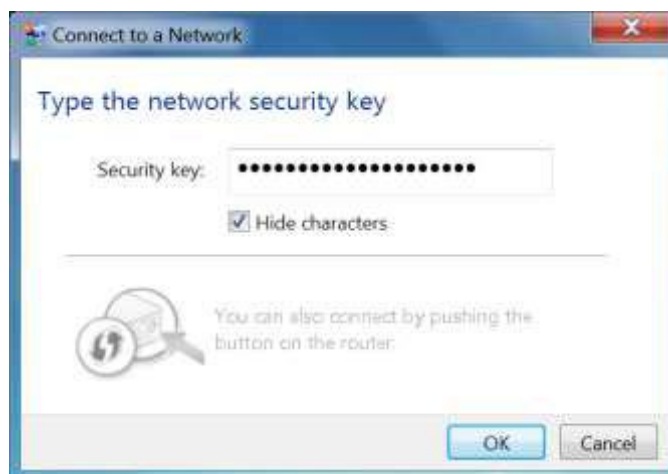 Connect to a Network
Type the network security key
Security key: ••••••••••••••••••••
Hide characters
You can also connect by pushing the
button on the router.
OK Cancel